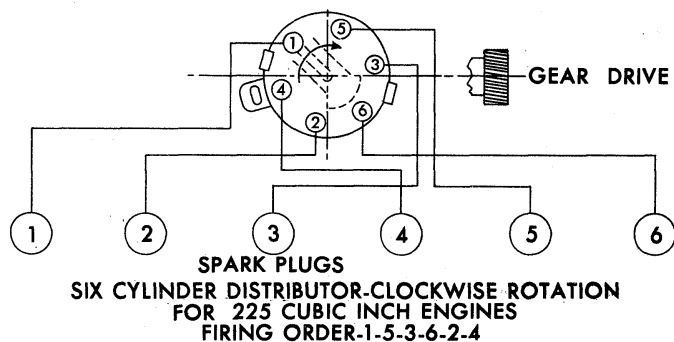 5
1
3
4
2
6
GEAR DRIVE
1 2 3 4 5 6
SPARK PLUGS
SIX CYLINDER DISTRIBUTOR-CLOCKWISE ROTATION
FOR 225 CUBIC INCH ENGINES
FIRING ORDER-1-5-3-6-2-4